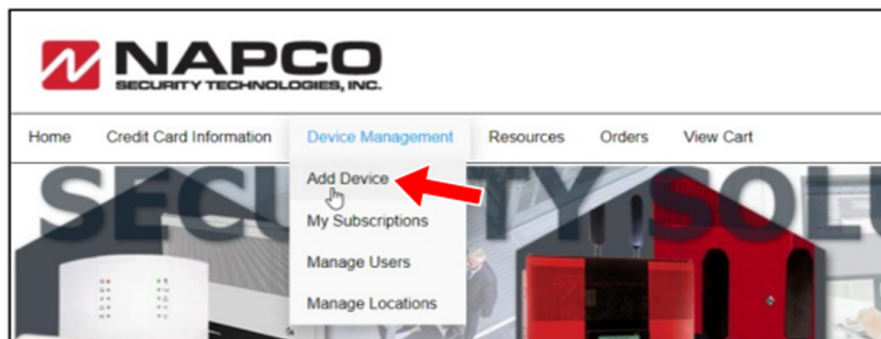 NAPCO
SECURITY TECHNOLOGIES, INC.
Home Credit Card Information Device Management Resources Orders View Cart
Add Device
My Subscriptions
Manage Users
Manage Locations